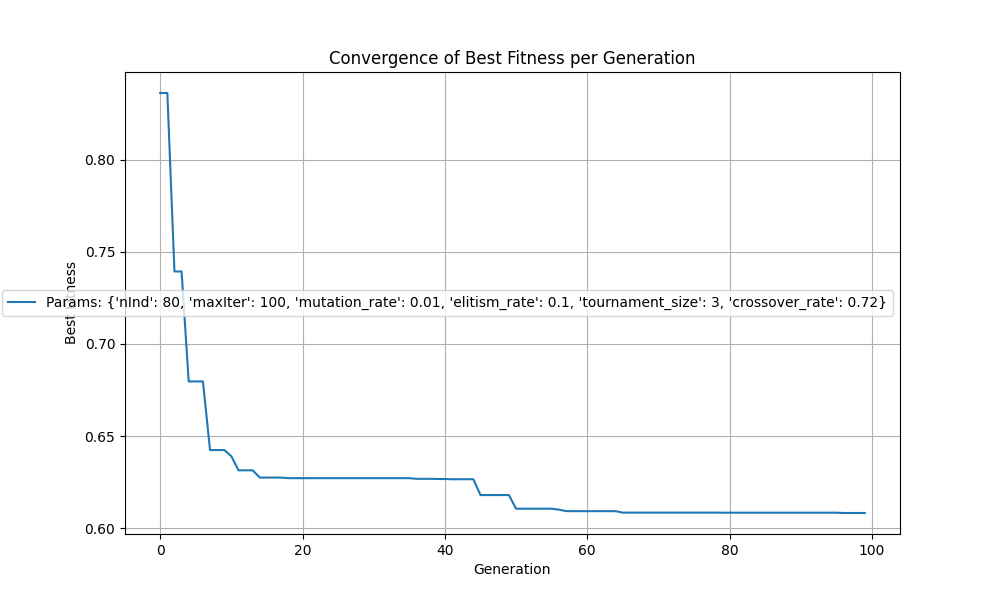 Convergence of Best Fitness per Generation
0.80
0.75
0.70
0.65
0.60
Best Fitness
Params: {'nInd': 80, 'maxIter': 100, 'mutation_rate': 0.01, 'elitism_rate': 0.1, 'tournament_size': 3, 'crossover_rate': 0.72}
0 20 40 60 80 100
Generation